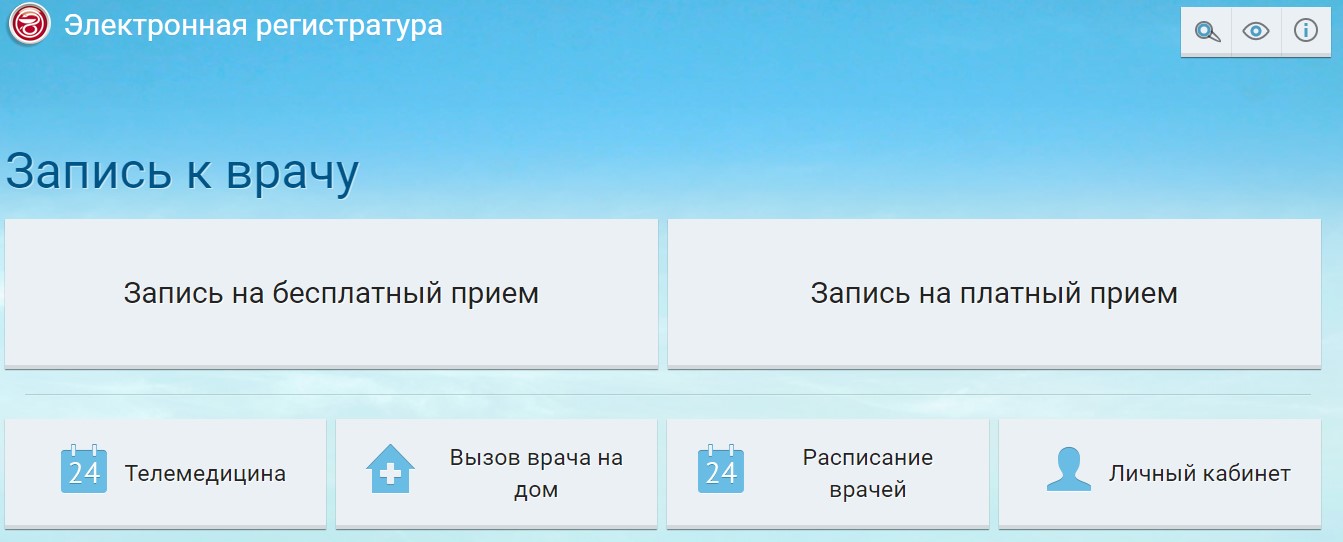 Электронная регистратура
Запись к врачу
Запись на бесплатный прием
Запись на платный прием
24
Телемедицина
Вызов врача на
дом
24
Расписание
врачей
Личный кабинет